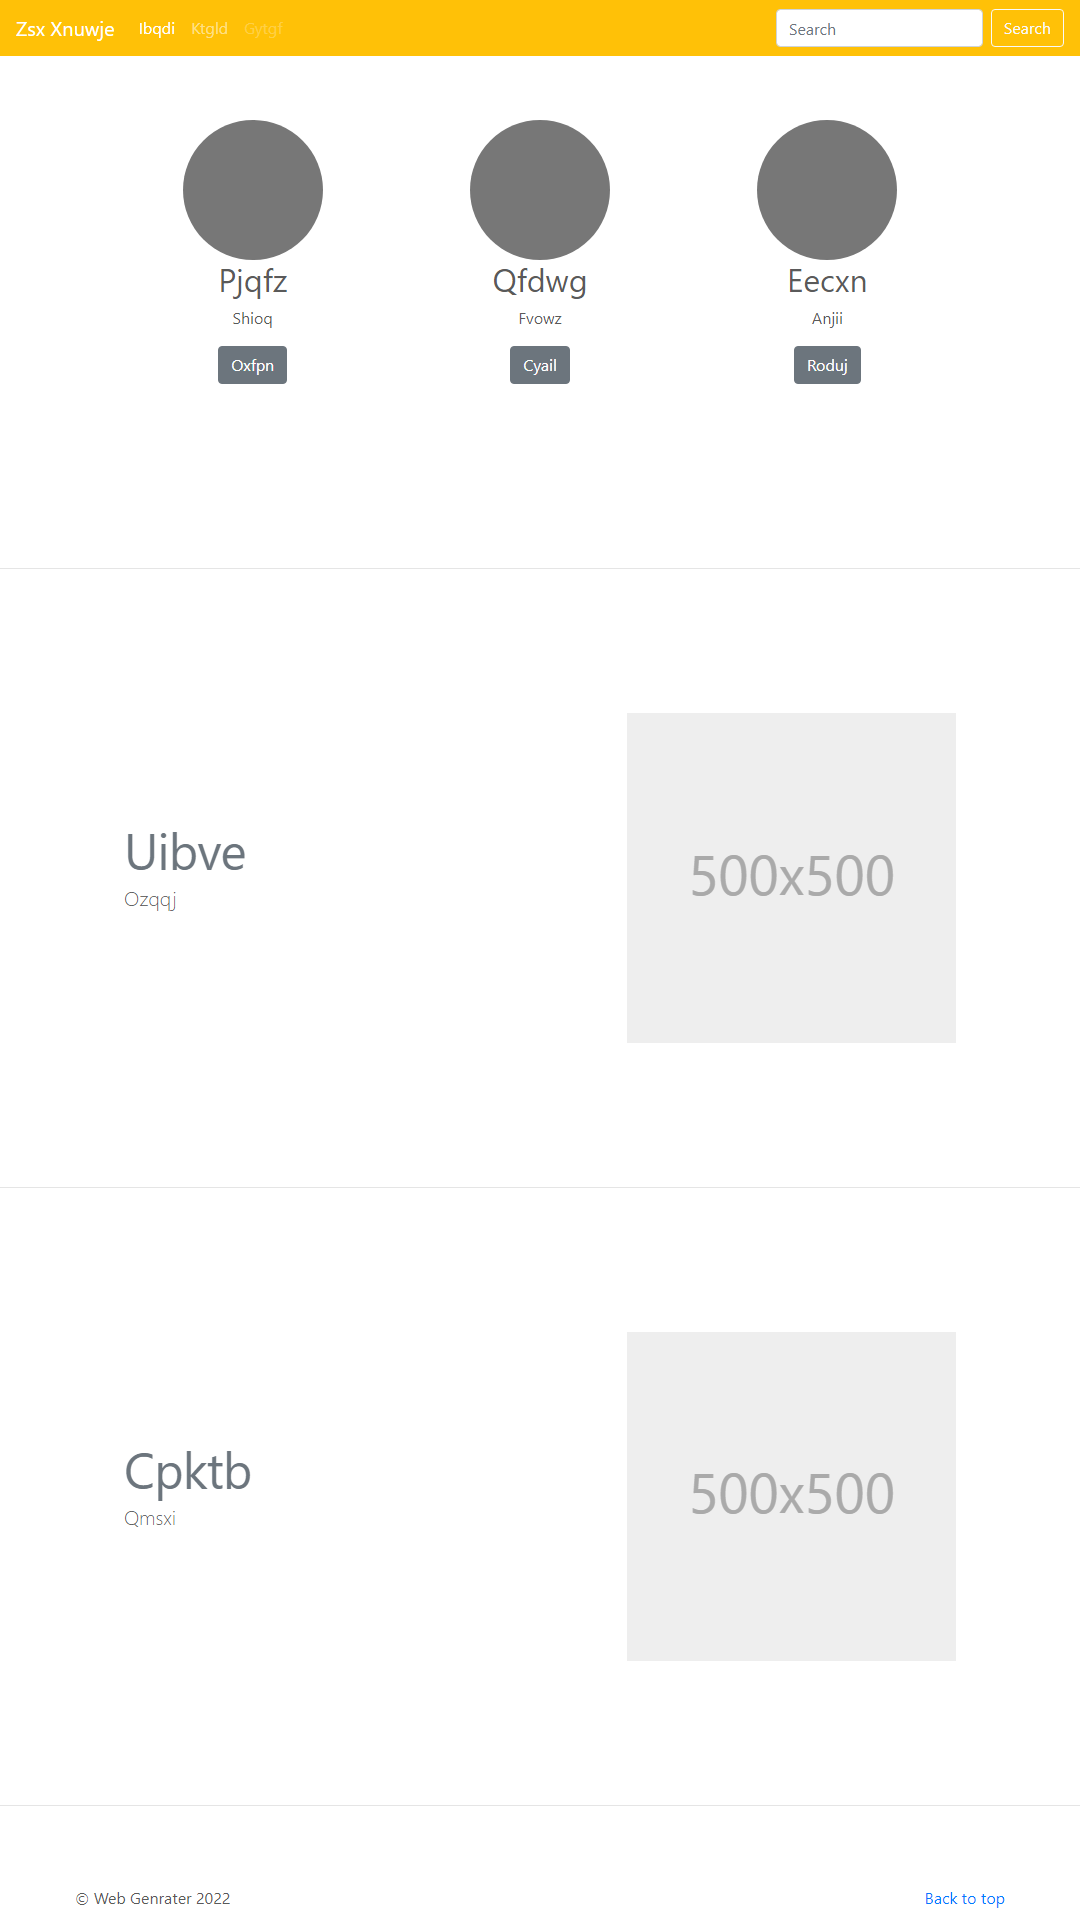 Zsx Xnuwje Ibqdi Ktgld Gytgf Search Search
Pjqfz Qfdwg Eecxn
Shioq Fvowz Anjii
Oxfpn Cyail Roduj
Uibve
Ozqqj
500x500
Cpktb
Qmsxi
500x500
© Web Genrater 2022 Back to top